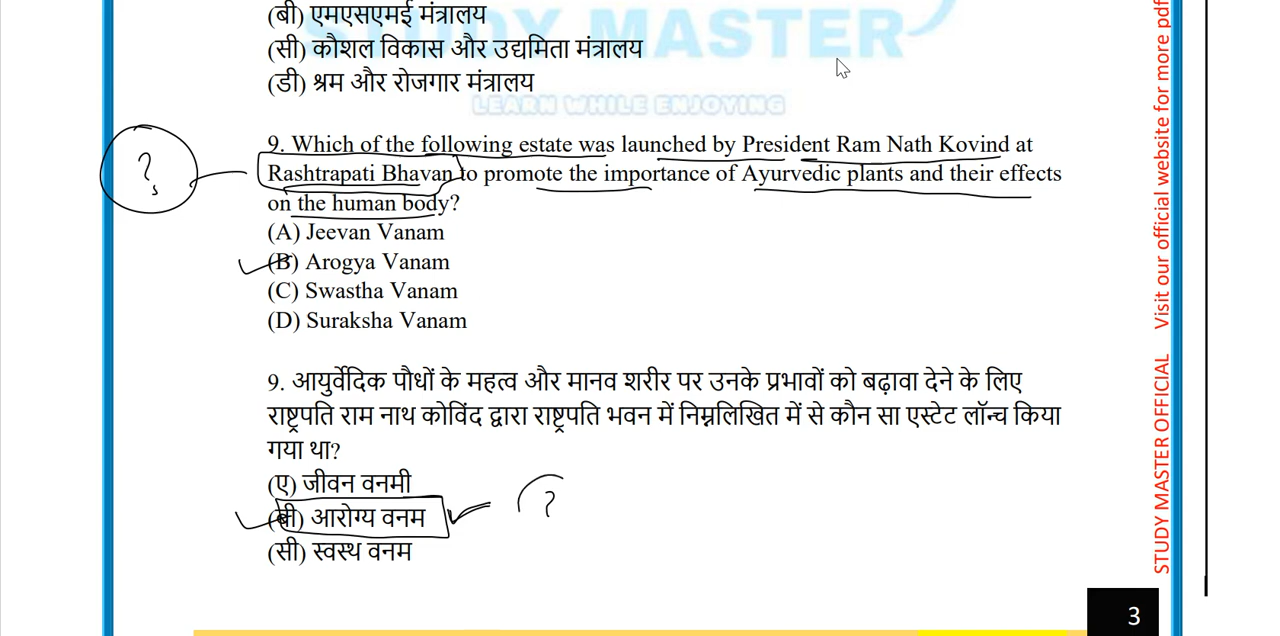 (बी) एमएसएमई मंत्रालय
STUDY MASTER
(सी) कौशल विकास और उद्यमिता मंत्रालय
(डी) श्रम और रोजगार मंत्रालय
LEARN WHILE ENJOYING
9. Which of the following estate was launched by President Ram Nath Kovind at
Rashtrapati Bhavan to promote the importance of Ayurvedic plants and their effects
on the human body?
?
(A) Jeevan Vanam
(B) Arogya Vanam
(C) Swastha Vanam
(D) Suraksha Vanam
9. आयुर्वेदिक पौधों के महत्व और मानव शरीर पर उनके प्रभावों को बढ़ावा देने के लिए
राष्ट्रपति राम नाथ कोविंद द्वारा राष्ट्रपति भवन में निम्नलिखित में से कौन सा एस्टेट लॉन्च किया
गया था?
(ए) जीवन वनमी
(बी) आरोग्य वनम
?
(सी) स्वस्थ वनम
STUDY MASTER OFFICIAL Visit our official website for more pdf
3